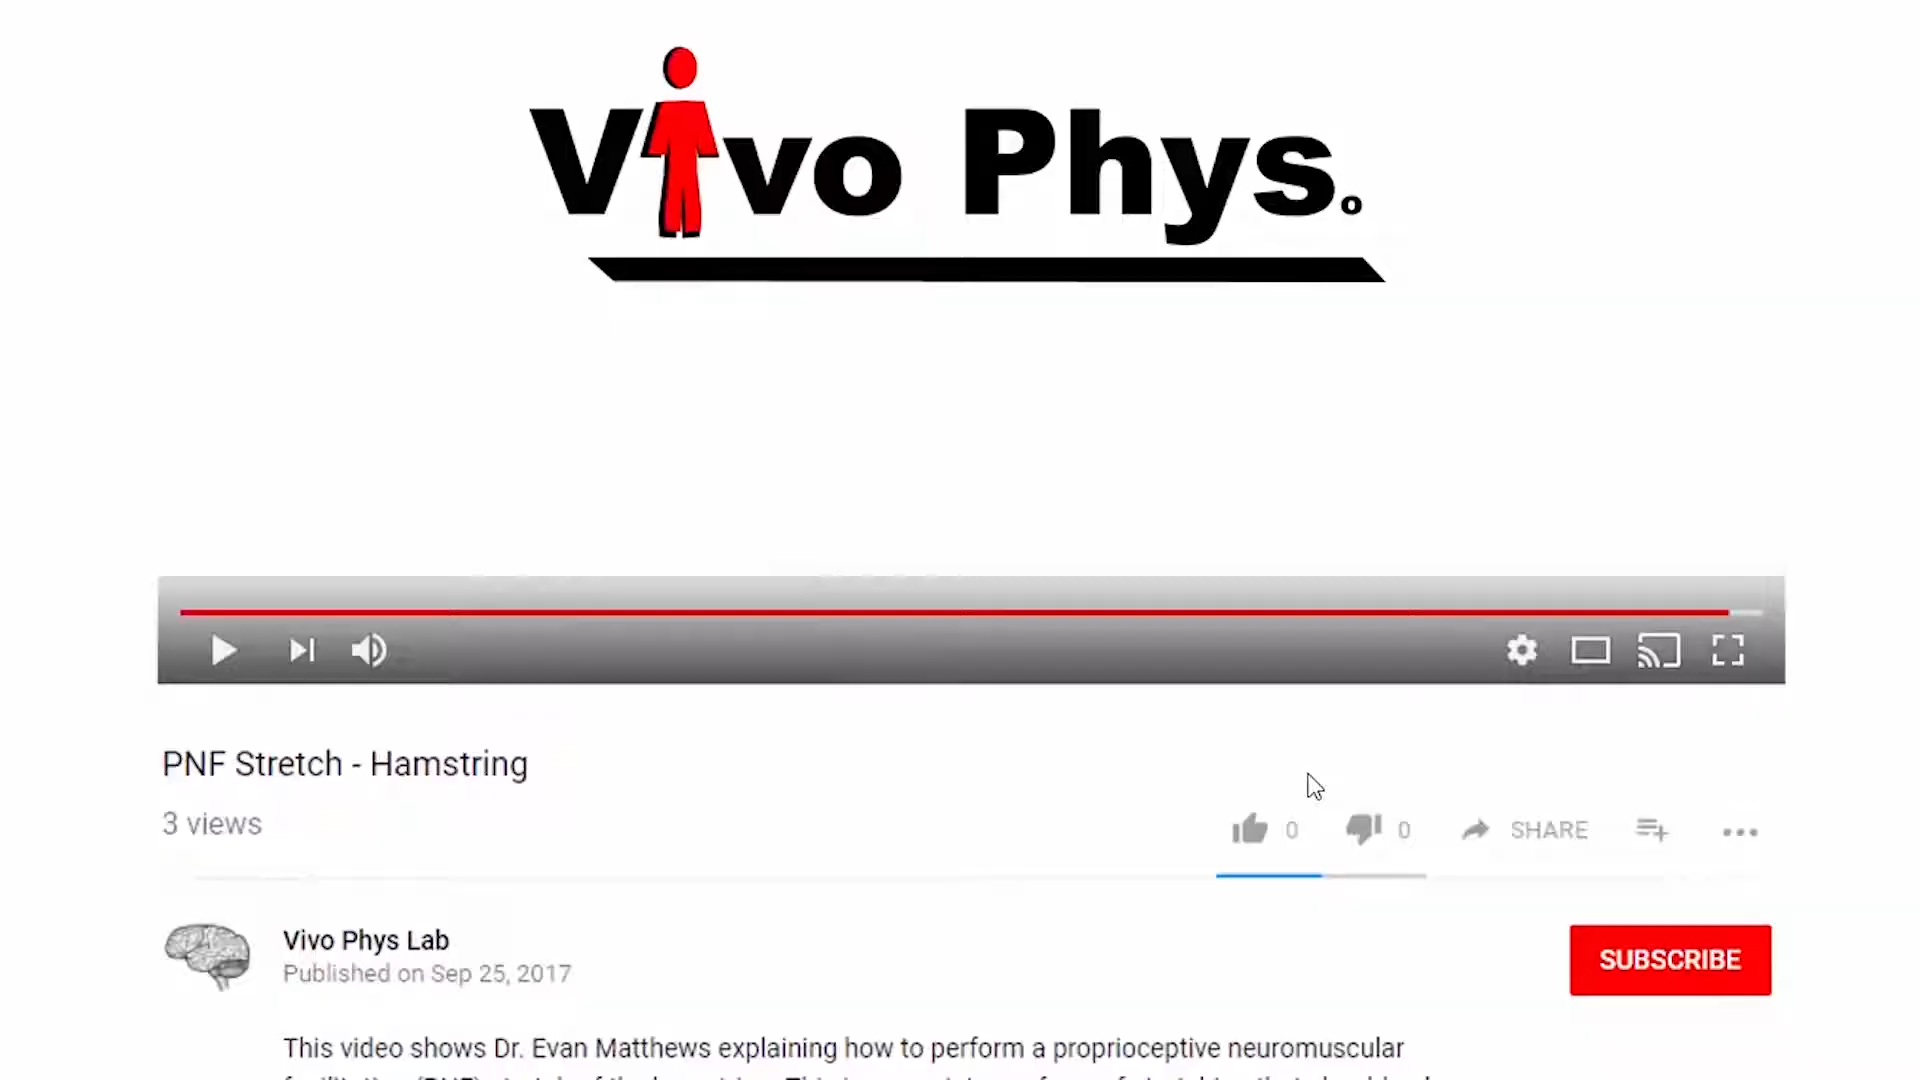 Vivo Phys.
PNF Stretch - Hamstring
3 views
0 0 SHARE
Vivo Phys Lab
Published on Sep 25, 2017
SUBSCRIBE
This video shows Dr. Evan Matthews explaining how to perform a proprioceptive neuromuscular